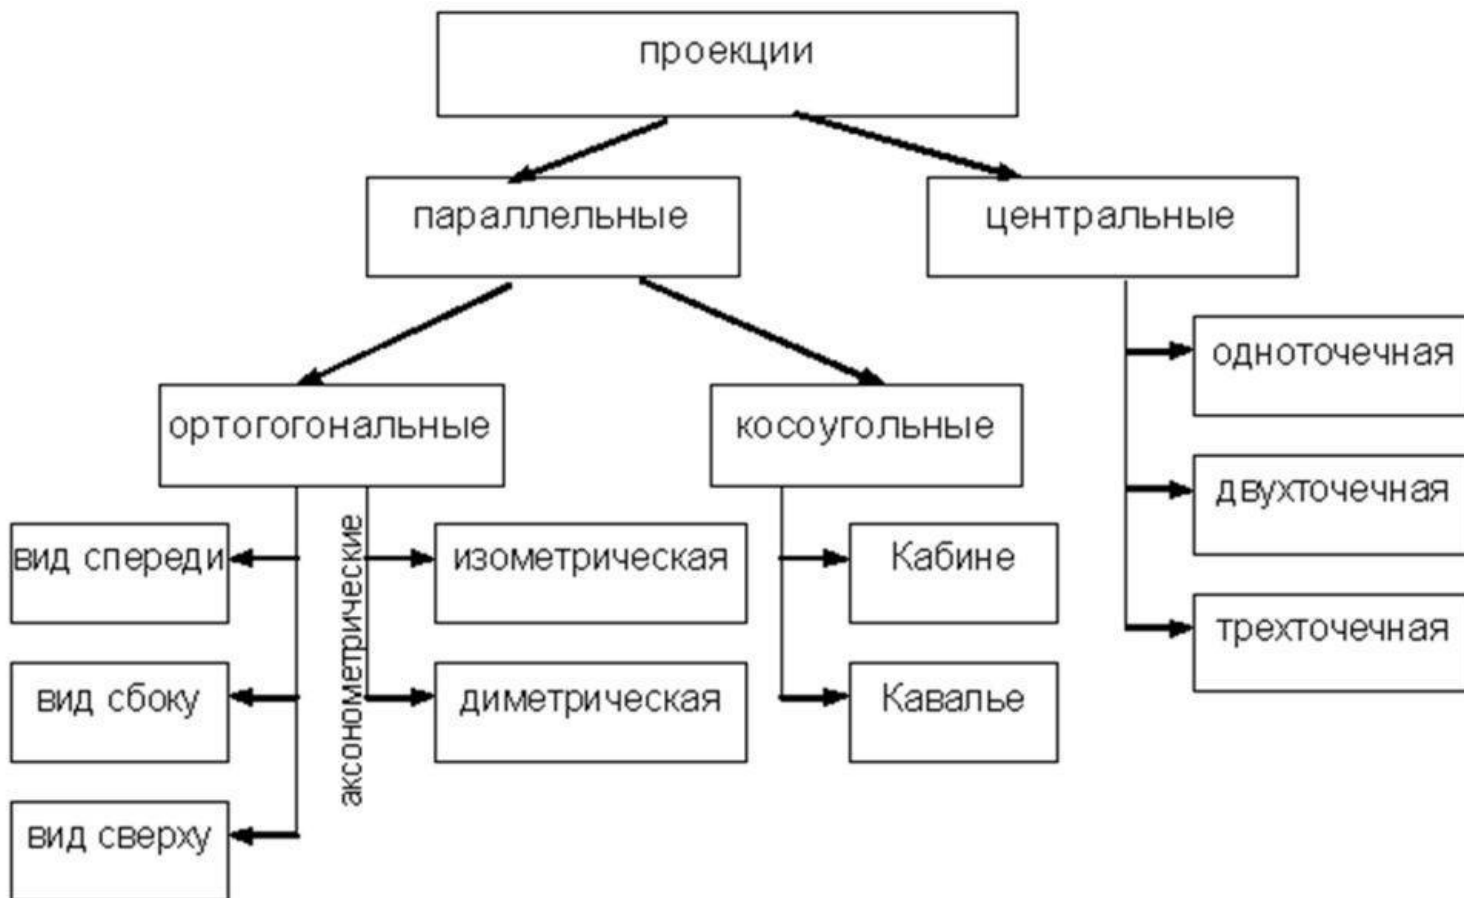 проекции
параллельные
центральные
одноточечная
ортогогональные
косоугольные
двухточечная
вид спереди
аксонометрические
изометрическая
Кабине
трехточечная
вид сбоку
диметрическая
Кавалье
вид сверху